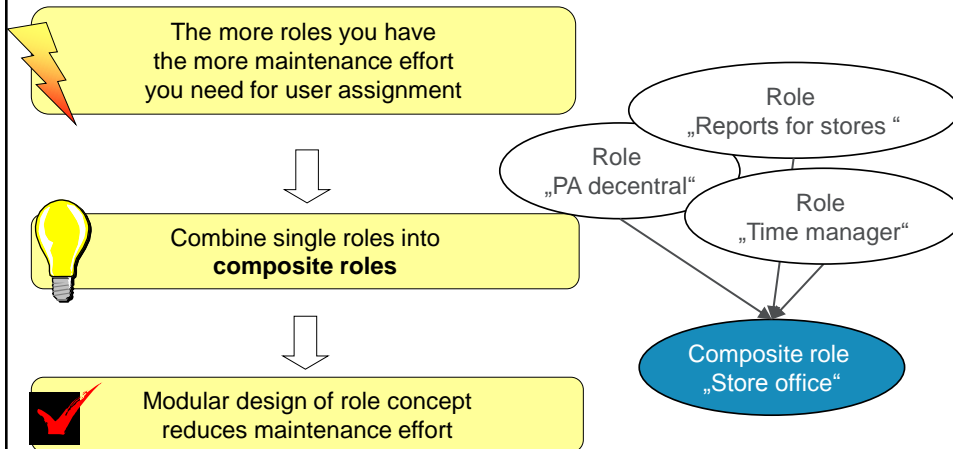 The more roles you have
the more maintenance effort
you need for user assignment
Combine single roles into
composite roles
Modular design of role concept
reduces maintenance effort
Role
„Reports for stores “
Role
„PA decentral“
Role
„Time manager“
Composite role
„Store office“